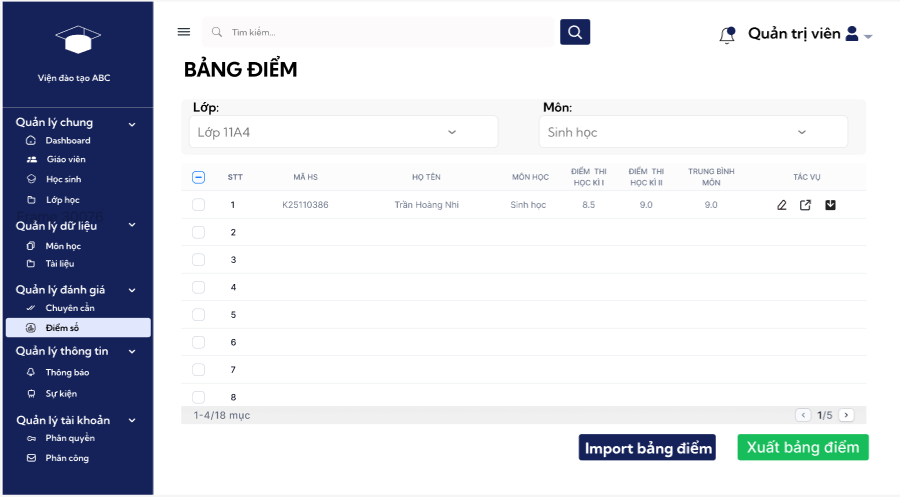 Viện đào tạo ABC
Quản lý chung
Dashboard
Giáo viên
Học sinh
Lớp học
Quản lý dữ liệu
Môn học
Tài liệu
Quản lý đánh giá
Chuyên cần
Điểm số
Quản lý thông tin
Thông báo
Sự kiện
Quản lý tài khoản
Phân quyền
Phân công
Tìm kiếm...
Quản trị viên
BẢNG ĐIỂM
Lớp:
Lớp 11A4
Môn:
Sinh học
STT MÃ HS HỌ TÊN MÔN HỌC ĐIỂM THI HỌC KÌ I ĐIỂM THI HỌC KÌ II TRUNG BÌNH MÔN TÁC VỤ
1 K25110386 Trần Hoàng Nhi Sinh học 8.5 9.0 9.0
2
3
4
5
6
7
8
1-4/18 mục
1/5
Import bảng điểm
Xuất bảng điểm